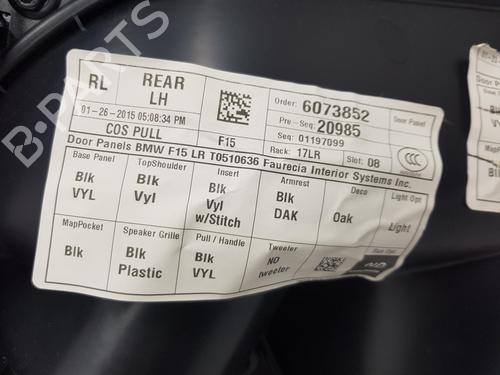 RL
REAR
LH
01-26-2015 05:08:34 PM
COS PULL
F15
Order: 6073852
Door Panel
Pre-Seq: 20985
Seq: 01197099
Rack: 17LR
Slot: 08
CCC
Door Panels BMW F15 LR T0510636 Faurecia Interior Systems Inc.
Base Panel
Blk
VYL
TopShoulder
Blk
Vyl
Insert
Blk
Vyl
w/Stitch
Armrest
Blk
DAK
Deco
Oak
Light Opt
Light
MapPocket
Blk
Speaker Grille
Blk
Plastic
Pull / Handle
Blk
VYL
Tweeter
NO
tweeter
B-PARTS